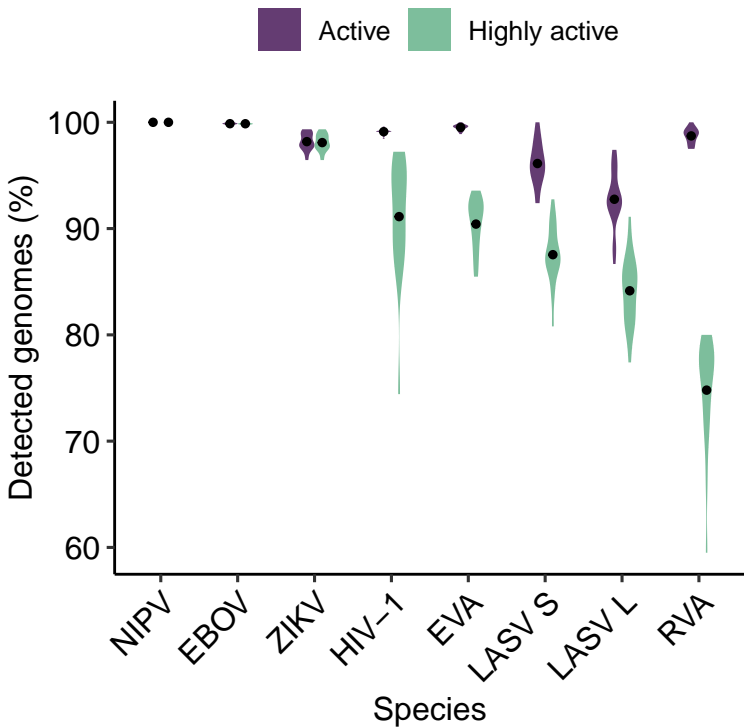 Active Highly active
Detected genomes (%)
100
90
80
70
60
NIPV EBOV ZIKV HIV−1 EVA LASV S LASV L RVA
Species